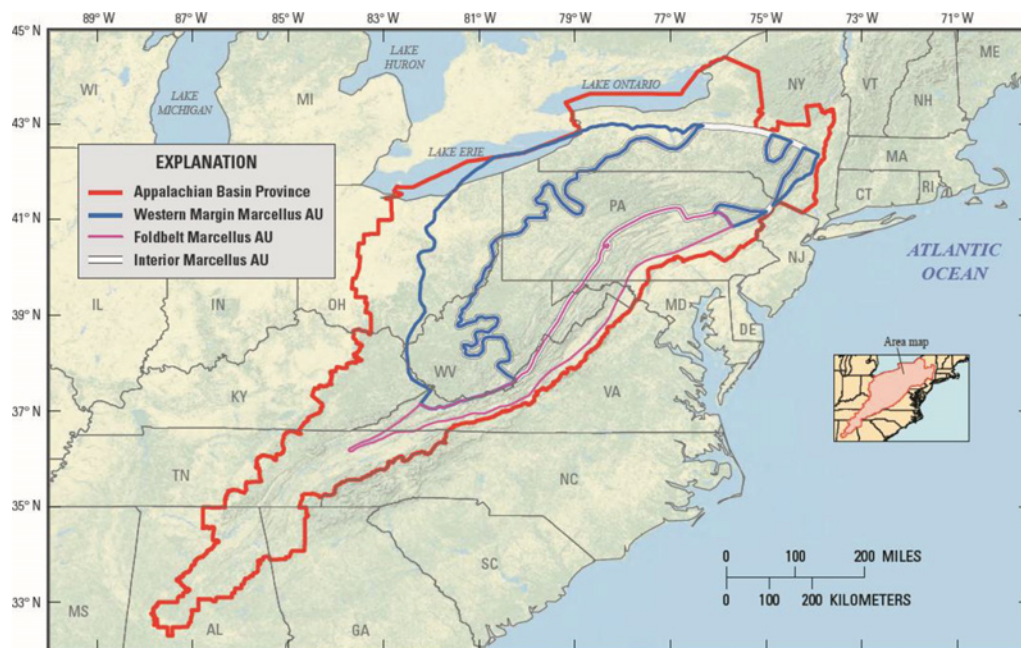 89° W 87° W 85° W 83° W 81° W 79° W 77° W 75° W 73° W 71° W
45° N
43° N
41° N
39° N
37° N
35° N
33° N
WI
LAKE
MICHIGAN
MI
LAKE
HURON
LAKE ONTARIO
LAKE ERIE
NY
VT
NH
ME
MA
CT
RI
EXPLANATION
Appalachian Basin Province
Western Margin Marcellus AU
Foldbelt Marcellus AU
Interior Marcellus AU
PA
NJ
ATLANTIC
OCEAN
IL
IN
OH
MD
DE
WV
KY
VA
Area map
TN
NC
SC
MS
AL
GA
0 100 200 MILES
0 100 200 KILOMETERS